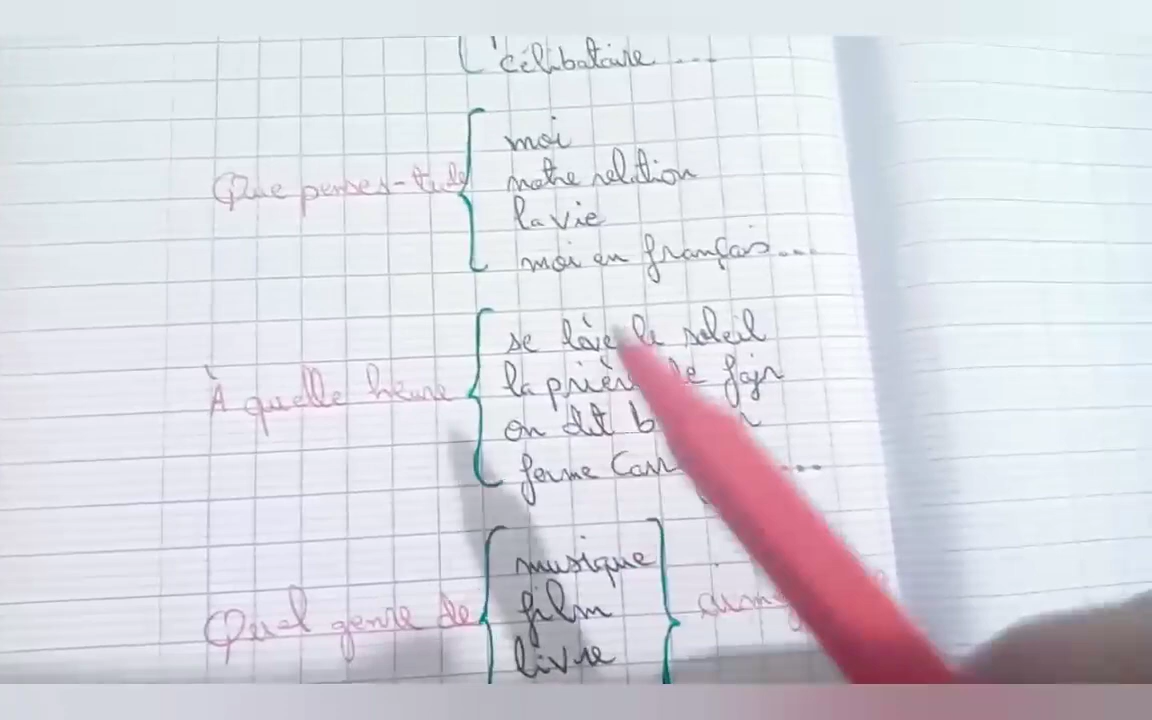 célibataire ...
Que penses-tu de
moi
notre relation
la vie
moi en français...
À quelle heure
se lève le soleil
la prière de fajr
on dit
ferme ...
Quel genre de
musique
film
livre